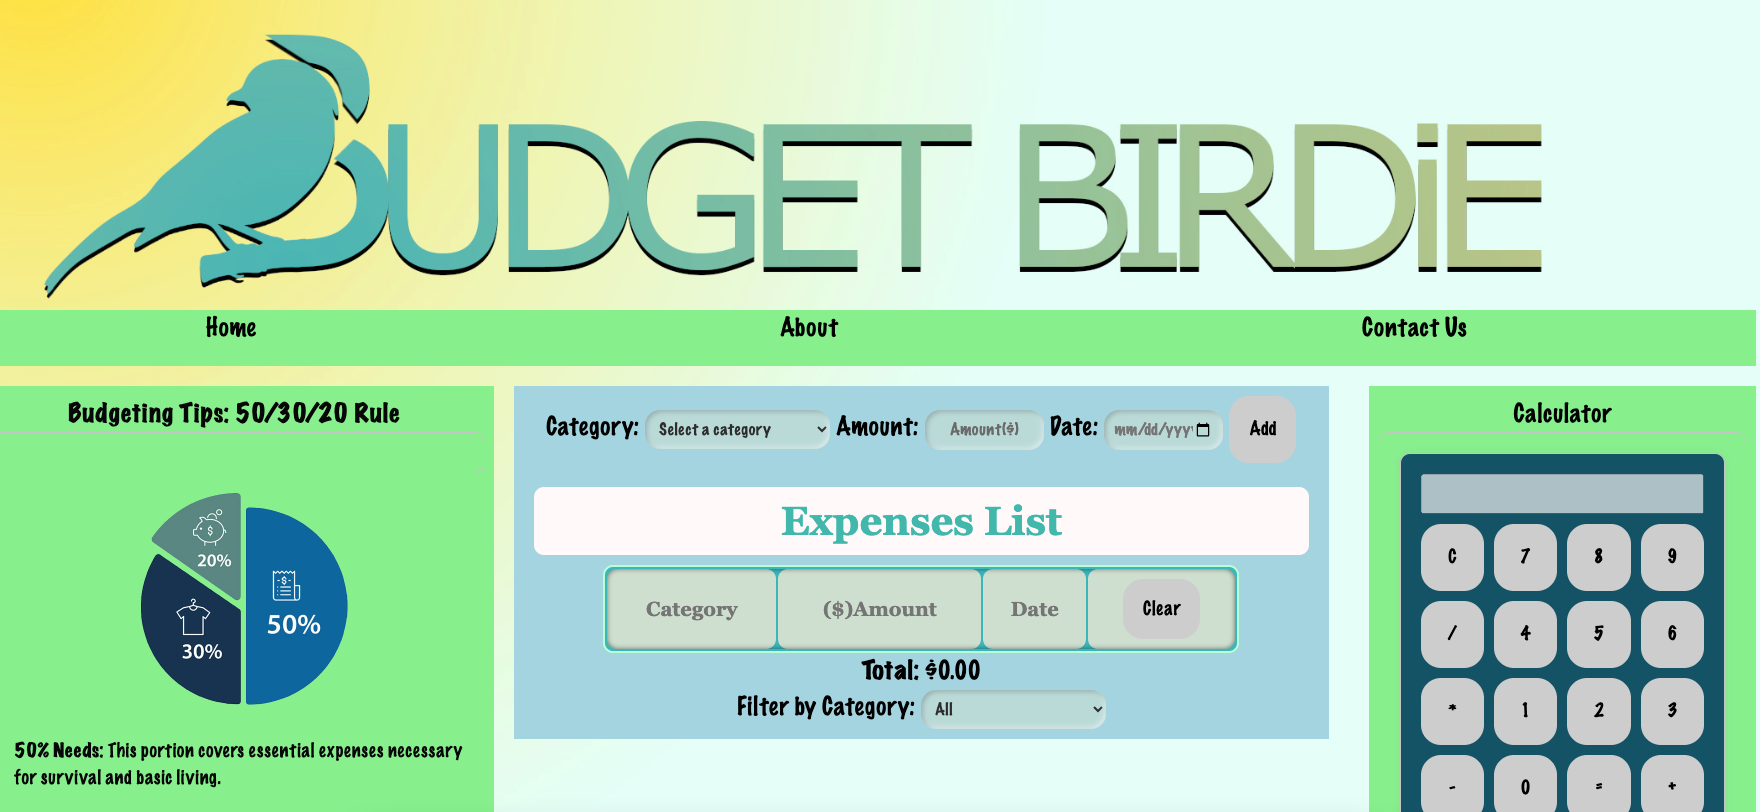 BUDGET BIRDiE
Home About Contact Us
Budgeting Tips: 50/30/20 Rule
20%
50%
30%
50% Needs: This portion covers essential expenses necessary
for survival and basic living.
Category: Select a category Amount: Amount($) Date: mm/dd/yyy Add
Expenses List
Category ($)Amount Date Clear
Total: $0.00
Filter by Category: All
Calculator
C 7 8 9
/ 4 5 6
* 1 2 3
- 0 = +